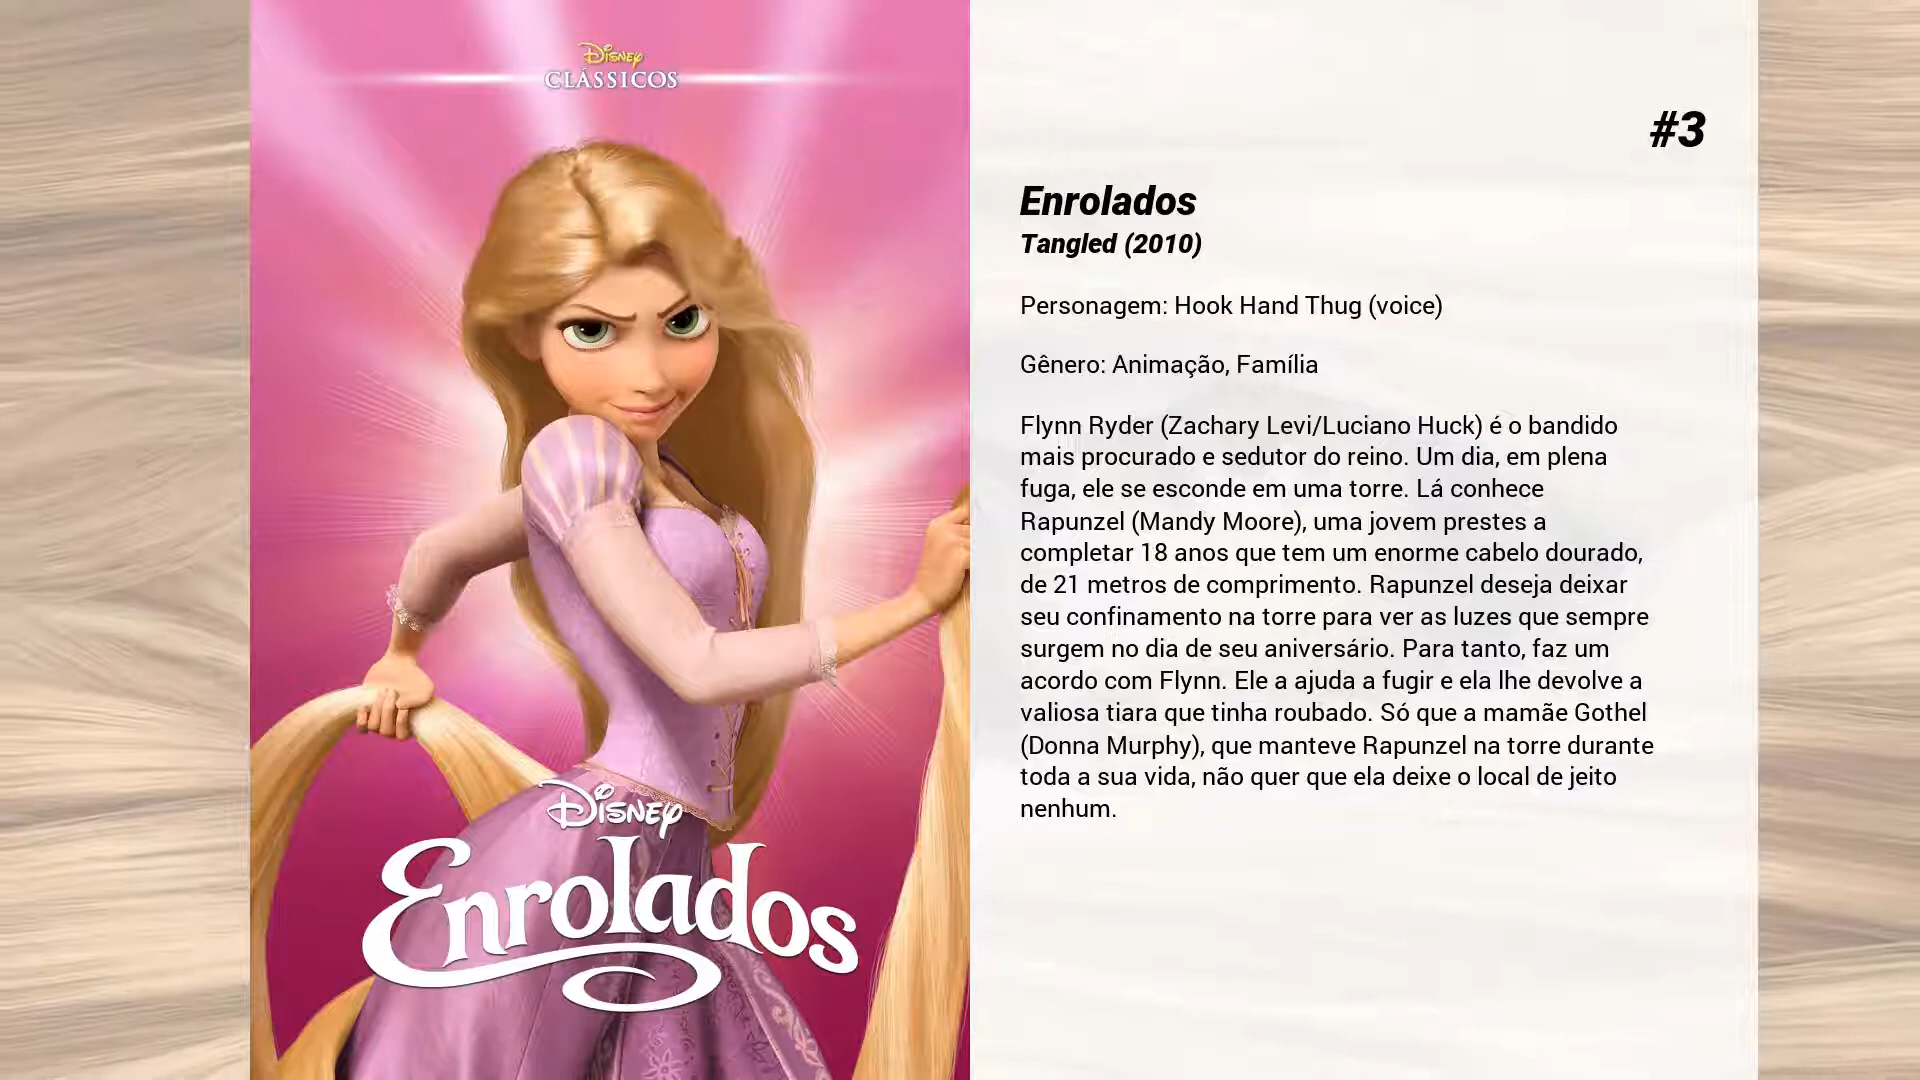 Disney
CLÁSSICOS
Disney
Enrolados
#3
Enrolados
Tangled (2010)
Personagem: Hook Hand Thug (voice)
Gênero: Animação, Família
Flynn Ryder (Zachary Levi/Luciano Huck) é o bandido
mais procurado e sedutor do reino. Um dia, em plena
fuga, ele se esconde em uma torre. Lá conhece
Rapunzel (Mandy Moore), uma jovem prestes a
completar 18 anos que tem um enorme cabelo dourado,
de 21 metros de comprimento. Rapunzel deseja deixar
seu confinamento na torre para ver as luzes que sempre
surgem no dia de seu aniversário. Para tanto, faz um
acordo com Flynn. Ele a ajuda a fugir e ela lhe devolve a
valiosa tiara que tinha roubado. Só que a mamãe Gothel
(Donna Murphy), que manteve Rapunzel na torre durante
toda a sua vida, não quer que ela deixe o local de jeito
nenhum.